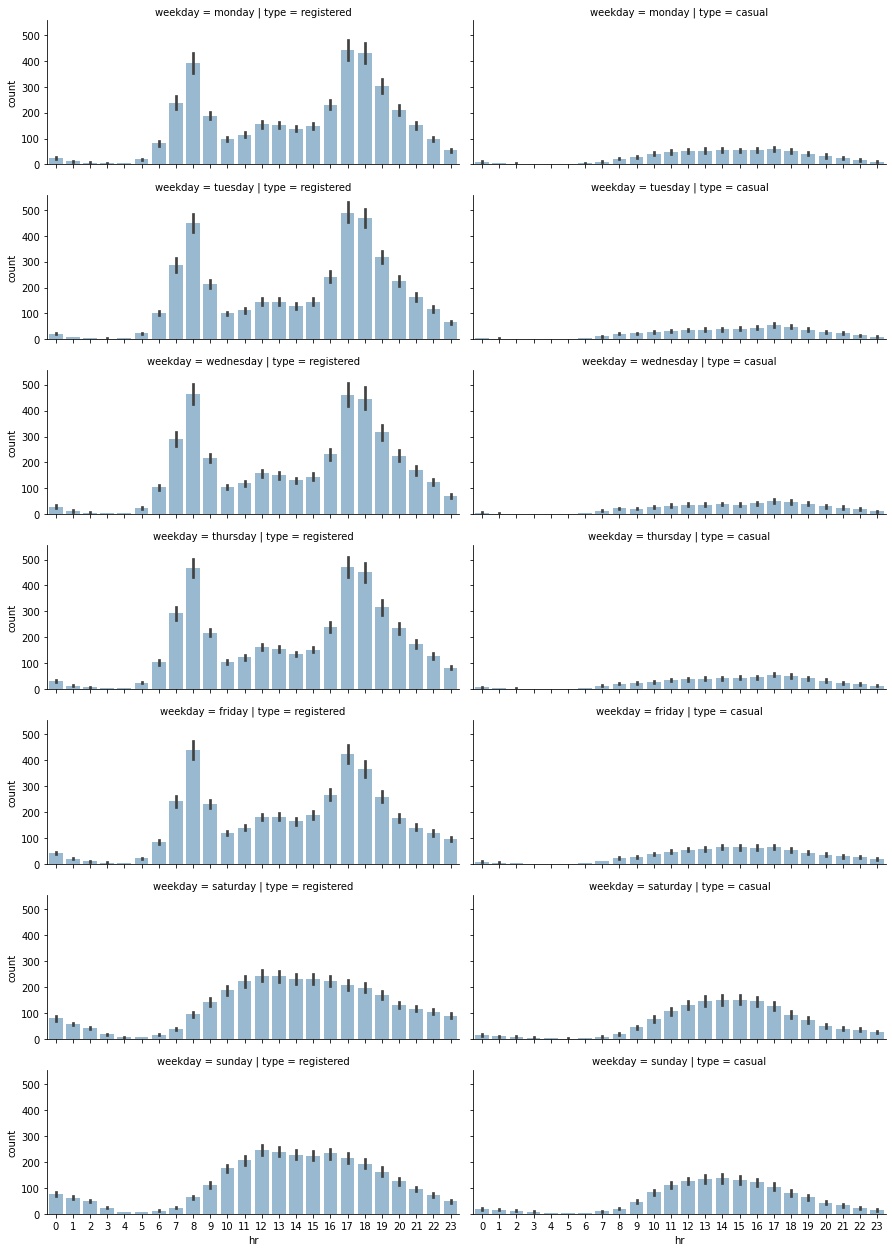 weekday = monday | type = registered
weekday = monday | type = casual
500
400
300
200
100
0
count
weekday = tuesday | type = registered
weekday = tuesday | type = casual
500
400
300
200
100
0
count
weekday = wednesday | type = registered
weekday = wednesday | type = casual
500
400
300
200
100
0
count
weekday = thursday | type = registered
weekday = thursday | type = casual
500
400
300
200
100
0
count
weekday = friday | type = registered
weekday = friday | type = casual
500
400
300
200
100
0
count
weekday = saturday | type = registered
weekday = saturday | type = casual
500
400
300
200
100
0
count
weekday = sunday | type = registered
weekday = sunday | type = casual
500
400
300
200
100
0
count
0 1 2 3 4 5 6 7 8 9 10 11 12 13 14 15 16 17 18 19 20 21 22 23
hr
0 1 2 3 4 5 6 7 8 9 10 11 12 13 14 15 16 17 18 19 20 21 22 23
hr